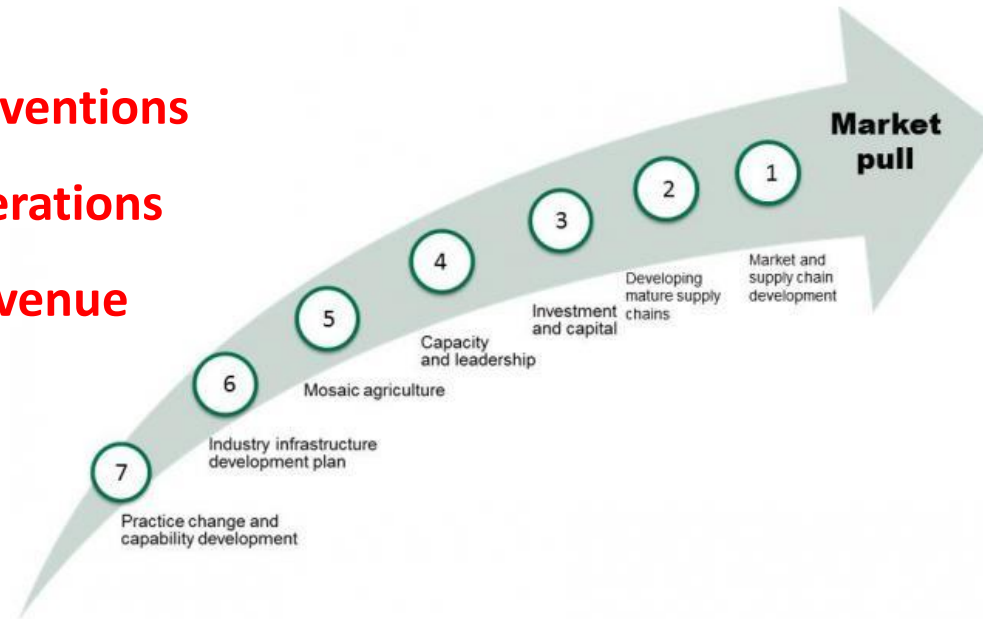 ventions
erations
venue
Market
pull
1
2
3
4
5
6
7
Market and
supply chain
development
Developing
mature supply
chains
Investment
and capital
Capacity
and leadership
Mosaic agriculture
Industry infrastructure
development plan
Practice change and
capability development